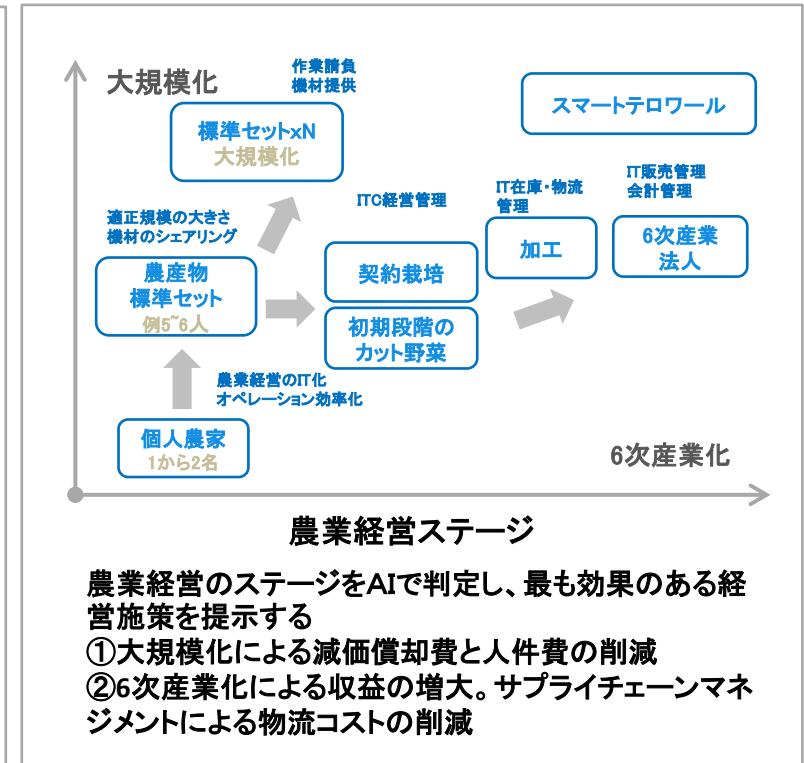 大規模化
作業請負
機材提供
標準セットxN
大規模化
スマートテロワール
適正規模の大きさ
機材のシェアリング
ITC経営管理
IT在庫・物流
管理
IT販売管理
会計管理
農産物
標準セット
例5~6人
契約栽培
初期段階の
カット野菜
加工
6次産業
法人
農業経営のIT化
オペレーション効率化
個人農家
1から2名
6次産業化
農業経営ステージ
農業経営のステージをAIで判定し、最も効果のある経
営施策を提示する
①大規模化による減価償却費と人件費の削減
②6次産業化による収益の増大。サプライチェーンマネ
ジメントによる物流コストの削減